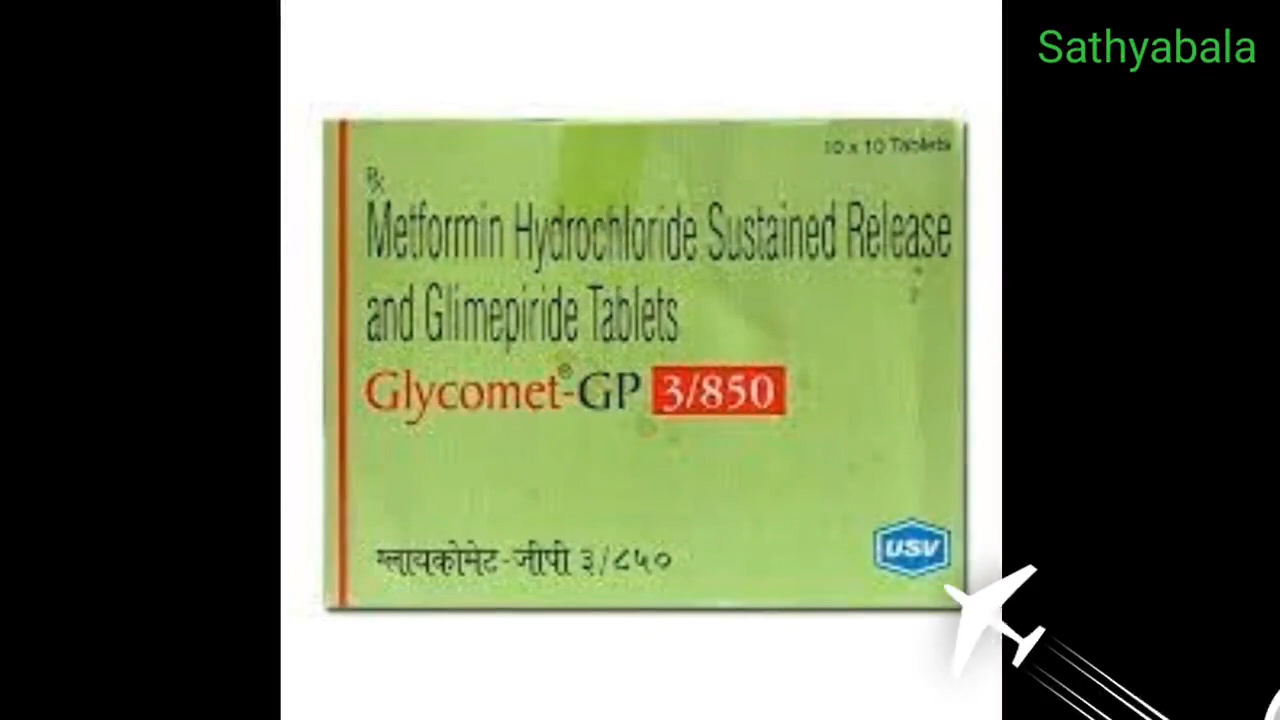 Sathyabala
10 x 10 Tablets
Rx
Metformin Hydrochloride Sustained Release
and Glimepiride Tablets
Glycomet®-GP 3/850
ग्लायकोमेट-जीपी ३/८५०
USV